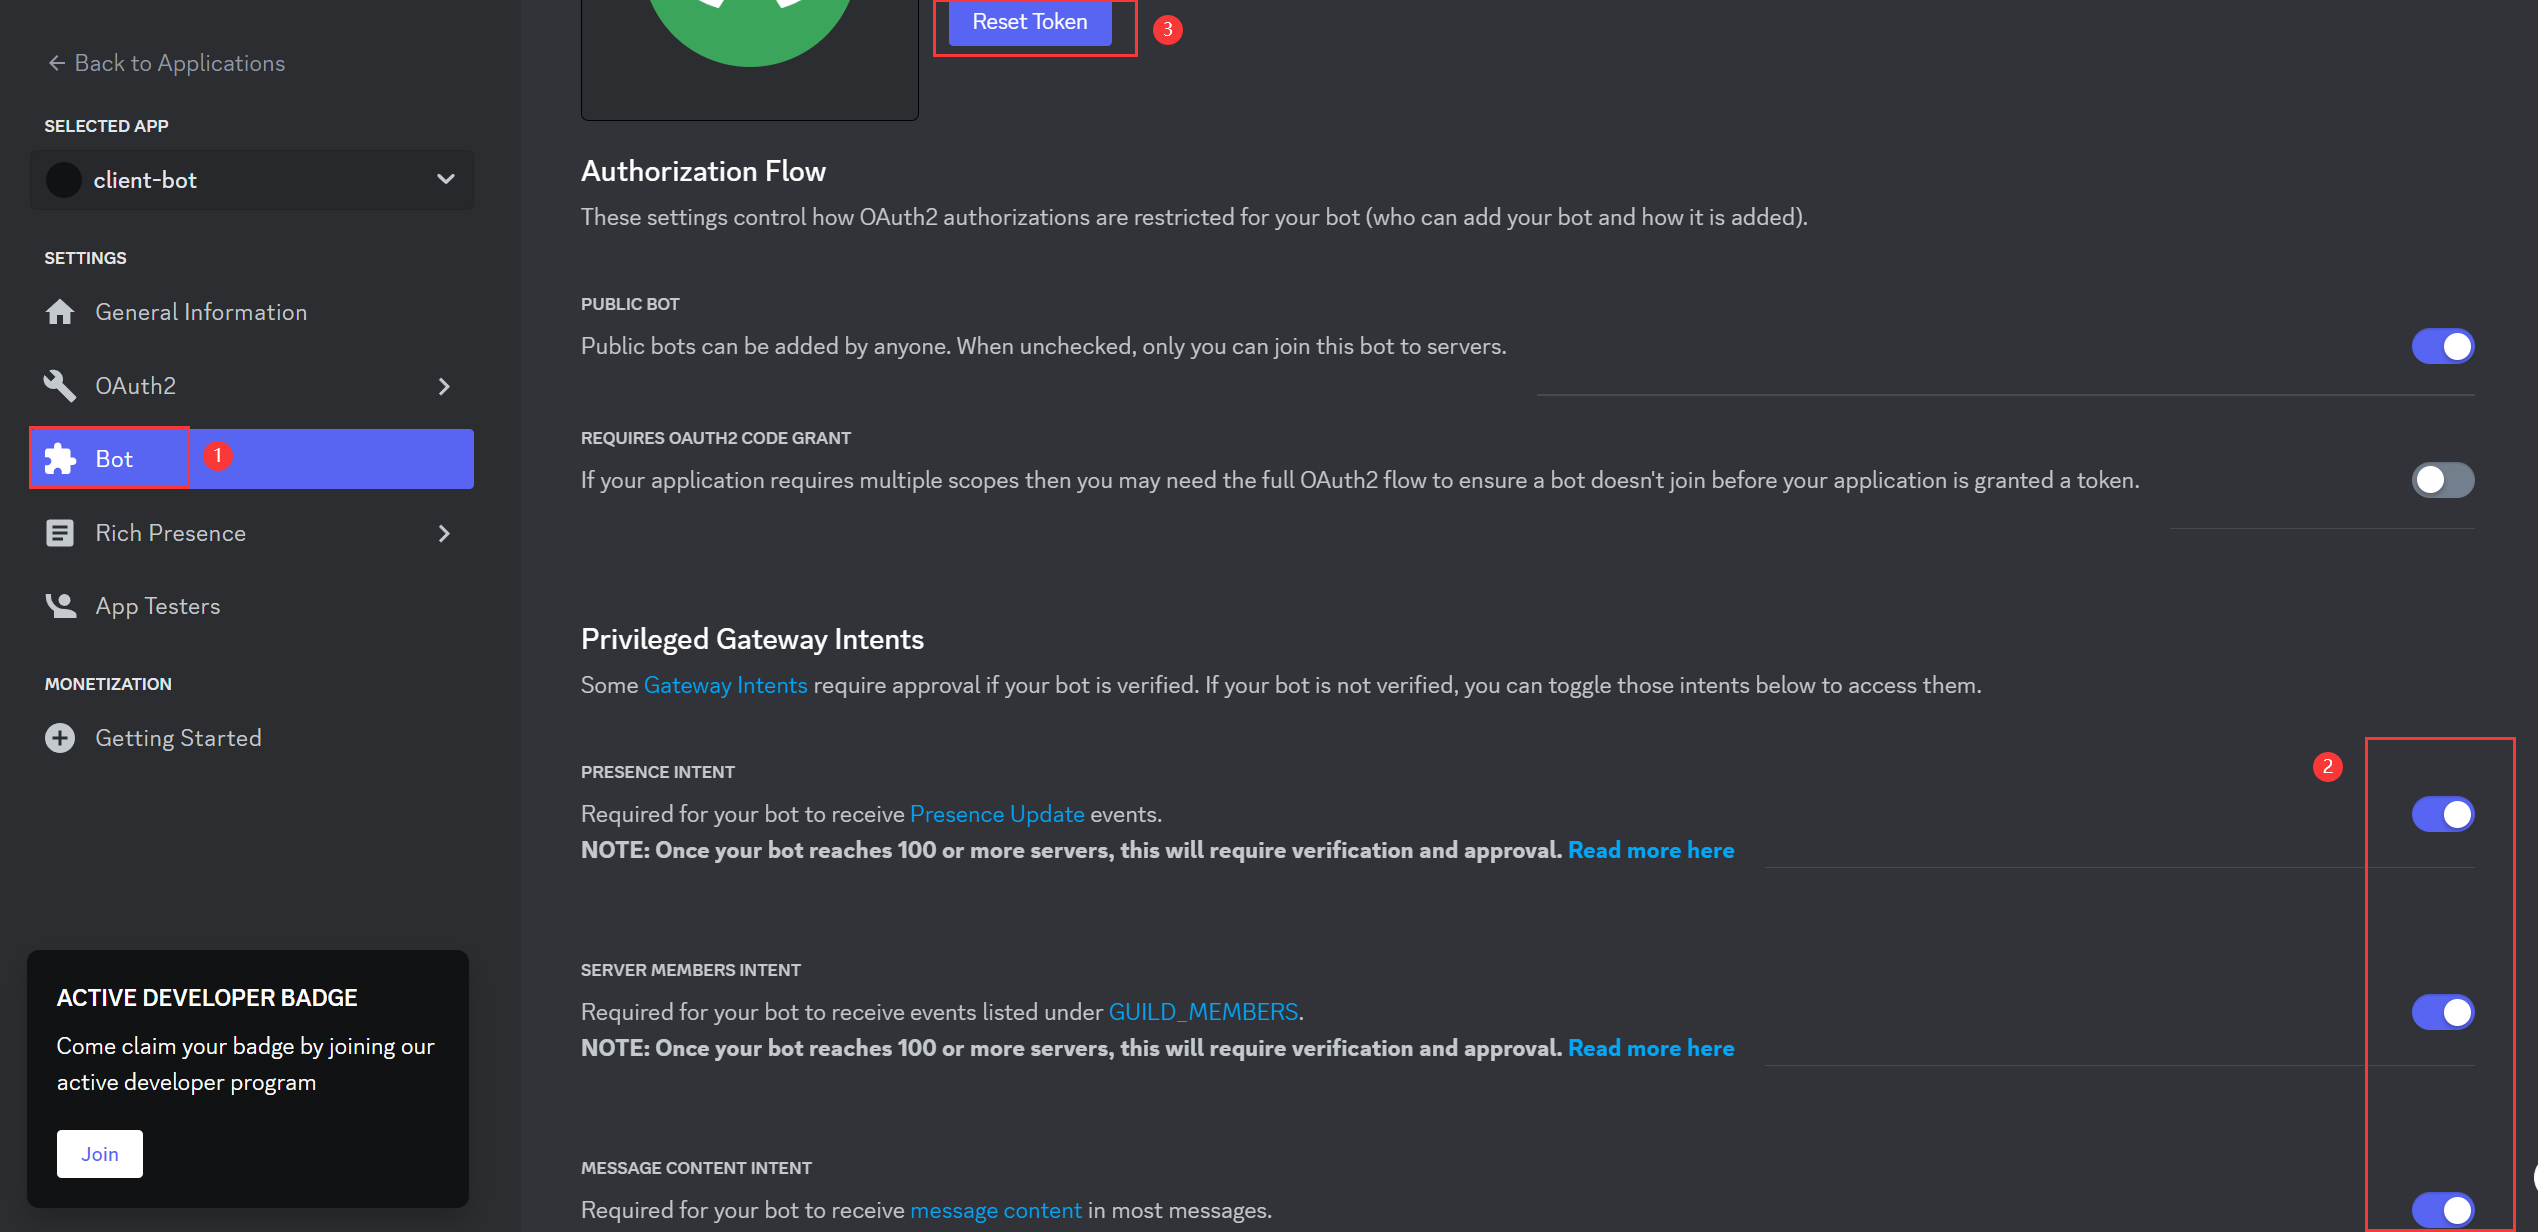 Back to Applications
SELECTED APP
client-bot
SETTINGS
General Information
OAuth2
Bot
1
Rich Presence
App Testers
MONETIZATION
Getting Started
ACTIVE DEVELOPER BADGE
Come claim your badge by joining our
active developer program
Join
Reset Token
3
Authorization Flow
These settings control how OAuth2 authorizations are restricted for your bot (who can add your bot and how it is added).
PUBLIC BOT
Public bots can be added by anyone. When unchecked, only you can join this bot to servers.
REQUIRES OAUTH2 CODE GRANT
If your application requires multiple scopes then you may need the full OAuth2 flow to ensure a bot doesn't join before your application is granted a token.
Privileged Gateway Intents
Some Gateway Intents require approval if your bot is verified. If your bot is not verified, you can toggle those intents below to access them.
2
PRESENCE INTENT
Required for your bot to receive Presence Update events.
NOTE: Once your bot reaches 100 or more servers, this will require verification and approval. Read more here
SERVER MEMBERS INTENT
Required for your bot to receive events listed under GUILD_MEMBERS.
NOTE: Once your bot reaches 100 or more servers, this will require verification and approval. Read more here
MESSAGE CONTENT INTENT
Required for your bot to receive message content in most messages.